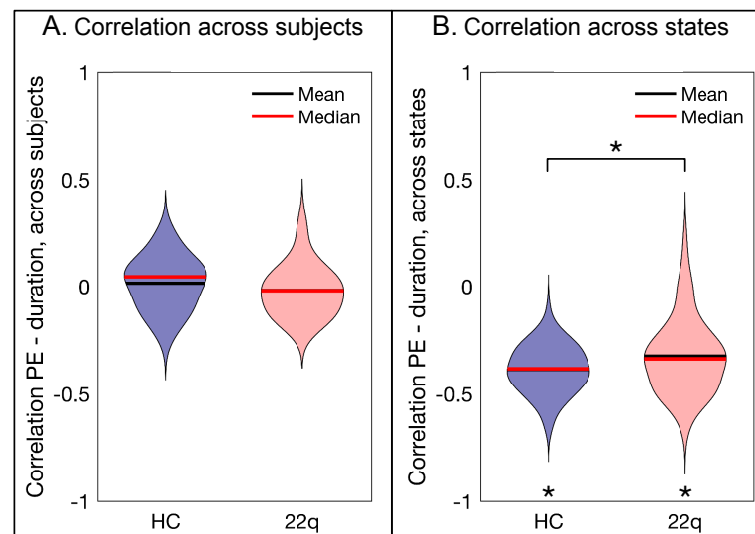 A. Correlation across subjects
Correlation PE - duration, across subjects
1
0.5
0
-0.5
-1
Mean
Median
HC
22q
B. Correlation across states
Correlation PE - duration, across states
1
0.5
0
-0.5
-1
Mean
Median
*
*
*
HC
22q